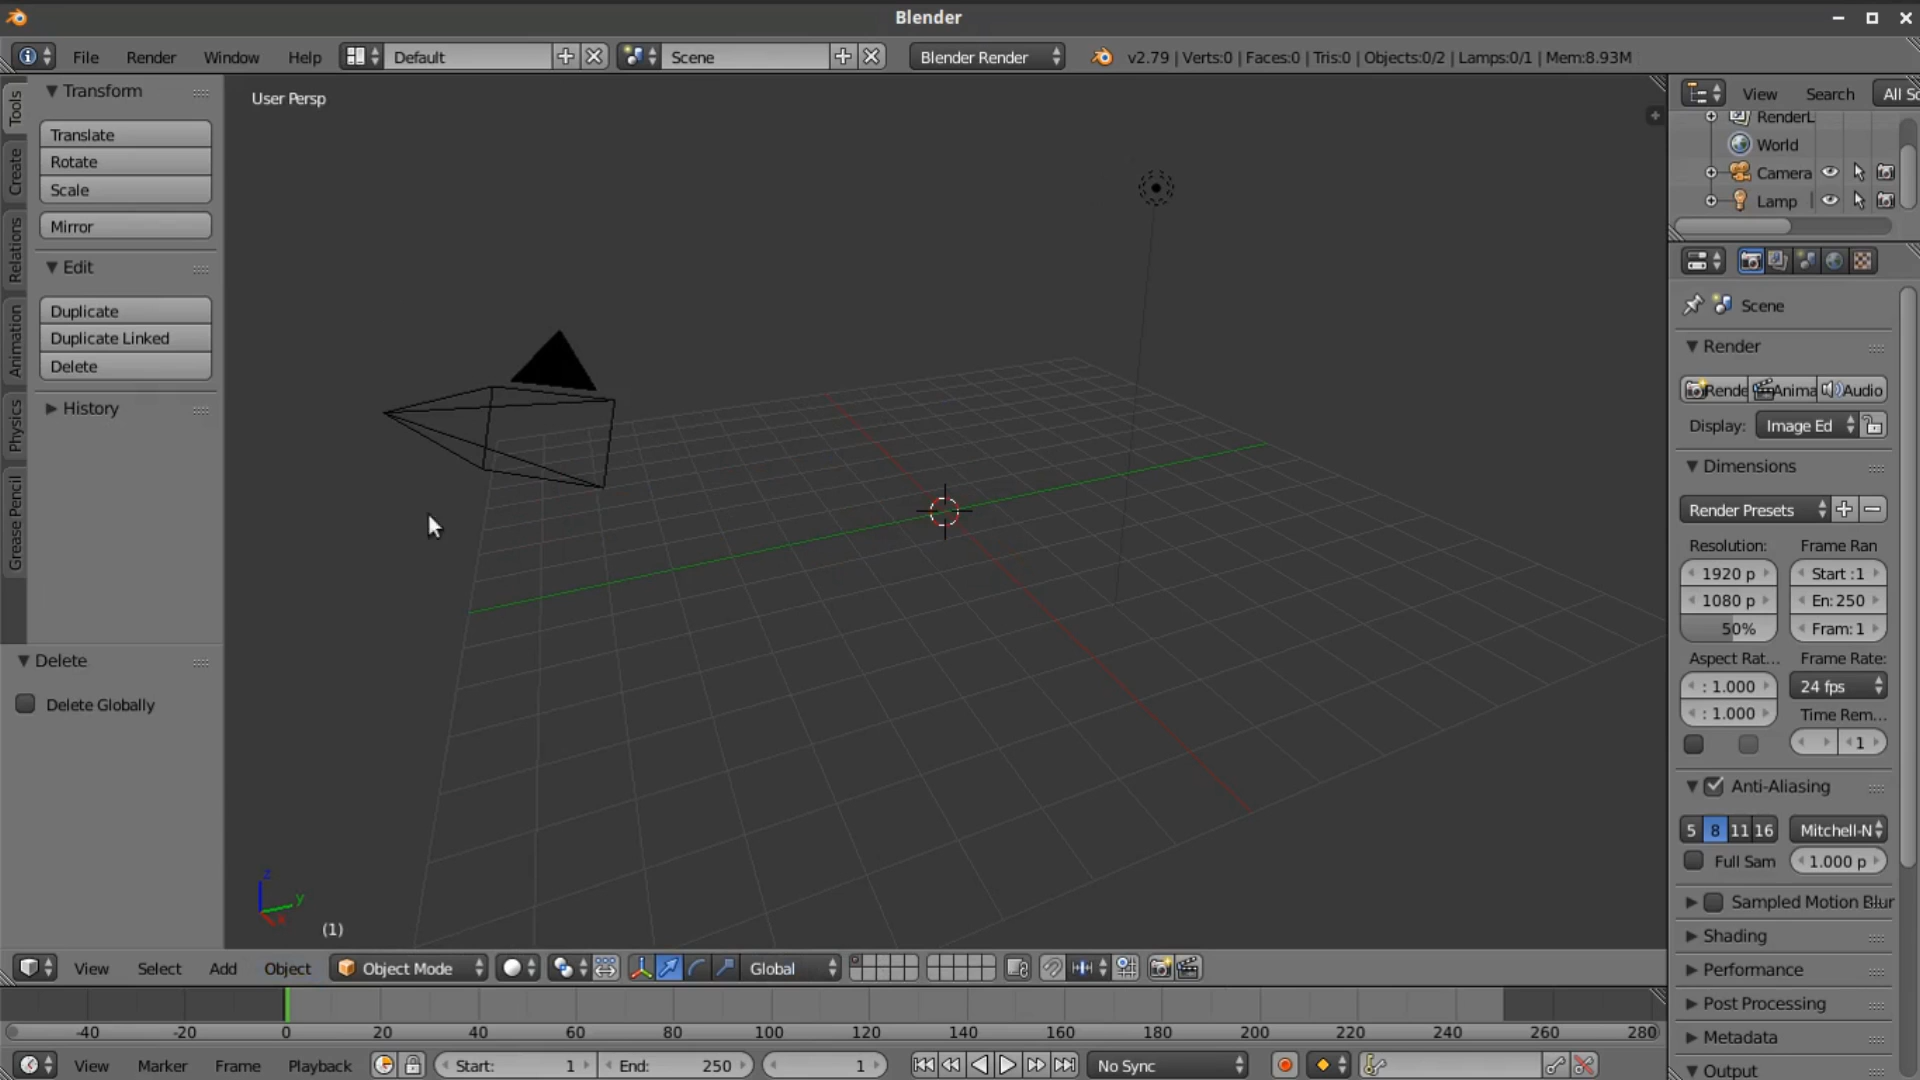 Blender
File Render Window Help Default Scene Blender Render v2.79 | Verts:0 | Faces:0 | Tris:0 | Objects:0/2 | Lamps:0/1 | Mem:8.93M
Tools
Create
Relations
Animation
Physics
Grease Pencil
Transform
Translate
Rotate
Scale
Mirror
Edit
Duplicate
Duplicate Linked
Delete
History
Delete
Delete Globally
User Persp
z
y
x
(1)
View Search All Sc
RenderL
World
Camera
Lamp
Scene
Render
Rende Anima Audio
Display: Image Ed
Dimensions
Render Presets
Resolution: Frame Ran
1920 p Start :1
1080 p En: 250
50% Fram: 1
Aspect Rat... Frame Rate:
: 1.000 24 fps
: 1.000 Time Rem...
1
Anti-Aliasing
5 8 11 16 Mitchell-N
Full Sam 1.000 p
Sampled Motion Blur
Shading
Performance
Post Processing
Metadata
Output
View Select Add Object Object Mode Global
-40 -20 0 20 40 60 80 100 120 140 160 180 200 220 240 260 280
View Marker Frame Playback Start: 1 End: 250 1 No Sync